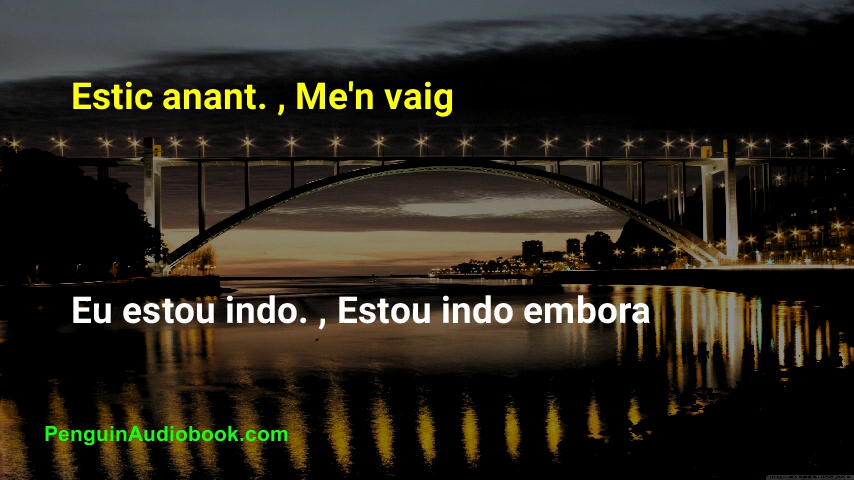 Estic anant. , Me'n vaig
Eu estou indo. , Estou indo embora
PenguinAudiobook.com